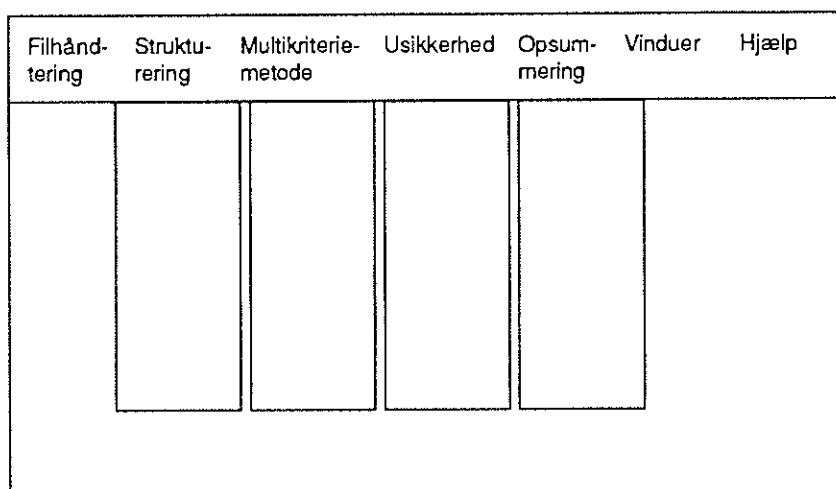 Filhånd- Struktu- Multikriterie- Usikkerhed Opsum- Vinduer Hjælp
tering rering metode mering